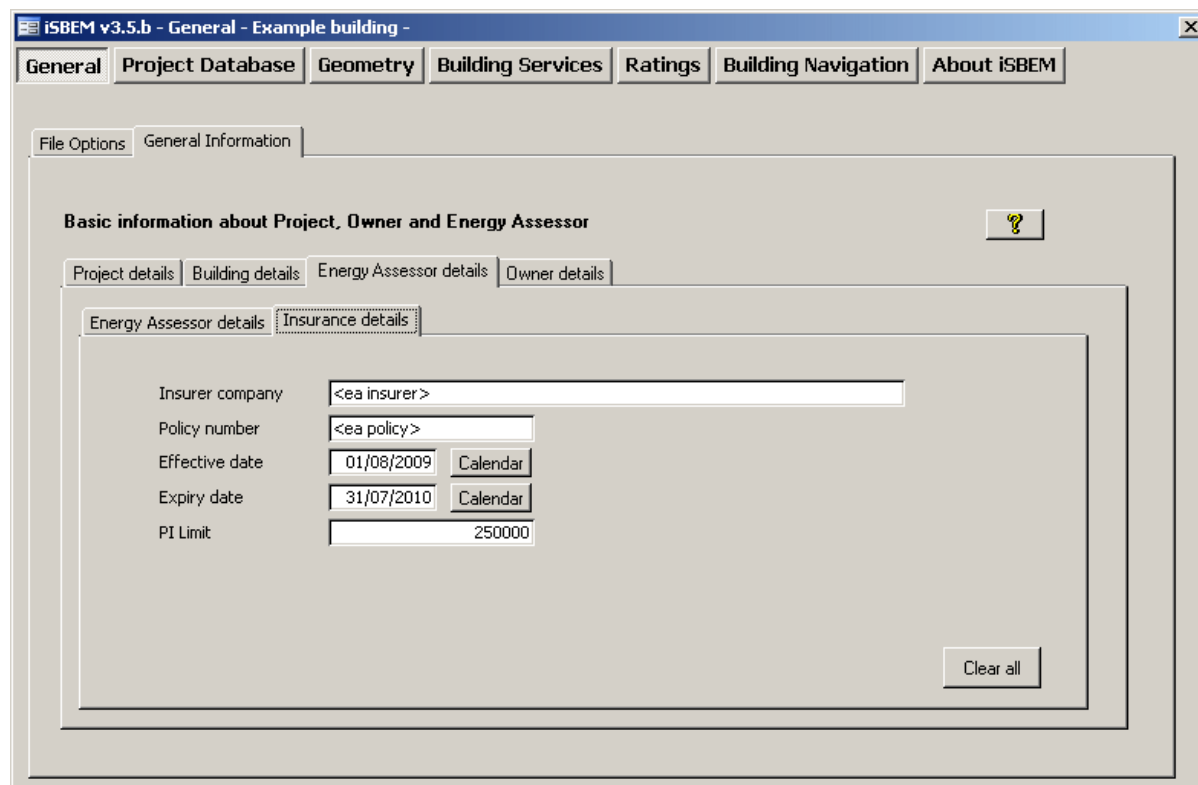 iSBEM v3.5.b - General - Example building -
General Project Database Geometry Building Services Ratings Building Navigation About iSBEM
File Options General Information
Basic information about Project, Owner and Energy Assessor ?
Project details Building details Energy Assessor details Owner details
Energy Assessor details Insurance details
Insurer company <ea insurer>
Policy number <ea policy>
Effective date 01/08/2009 Calendar
Expiry date 31/07/2010 Calendar
PI Limit 250000
Clear all